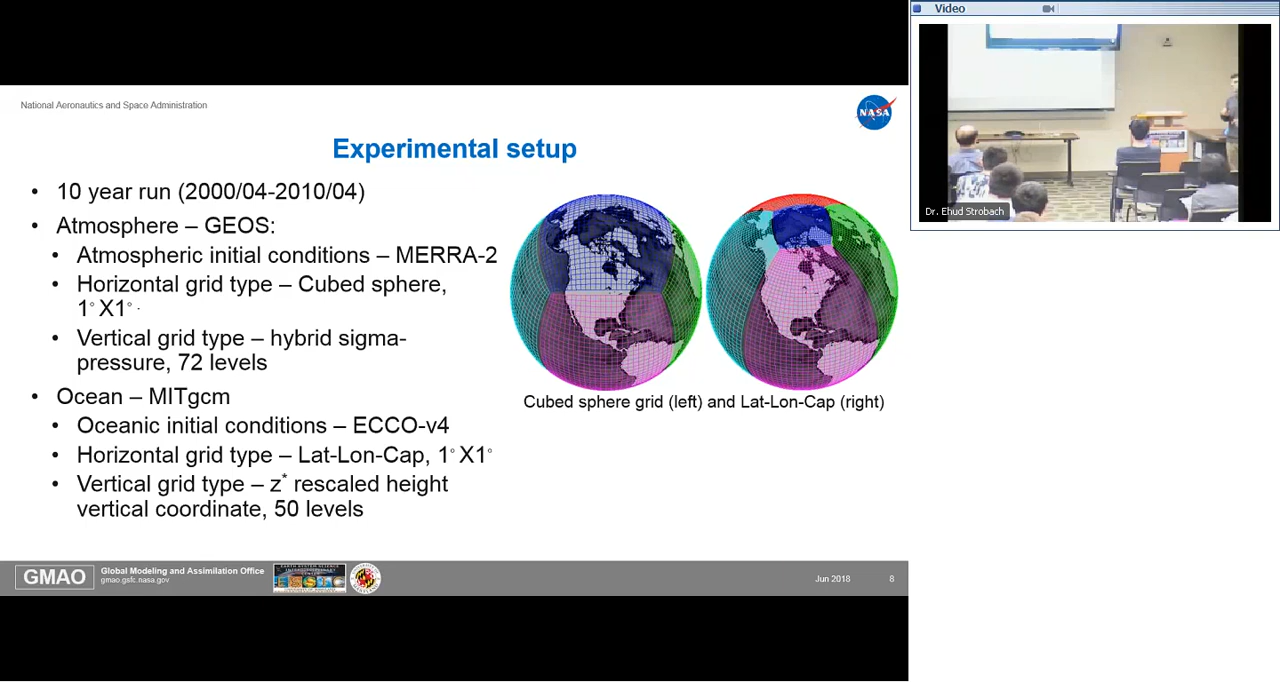 Video
Dr. Ehud Strobach
National Aeronautics and Space Administration
NASA
Experimental setup
• 10 year run (2000/04-2010/04)
• Atmosphere – GEOS:
• Atmospheric initial conditions – MERRA-2
• Horizontal grid type – Cubed sphere,
1° X1°
• Vertical grid type – hybrid sigma-
pressure, 72 levels
• Ocean – MITgcm
• Oceanic initial conditions – ECCO-v4
• Horizontal grid type – Lat-Lon-Cap, 1° X1°
• Vertical grid type – z* rescaled height
vertical coordinate, 50 levels
Cubed sphere grid (left) and Lat-Lon-Cap (right)
GMAO
Global Modeling and Assimilation Office
gmao.gsfc.nasa.gov
Jun 2018
8